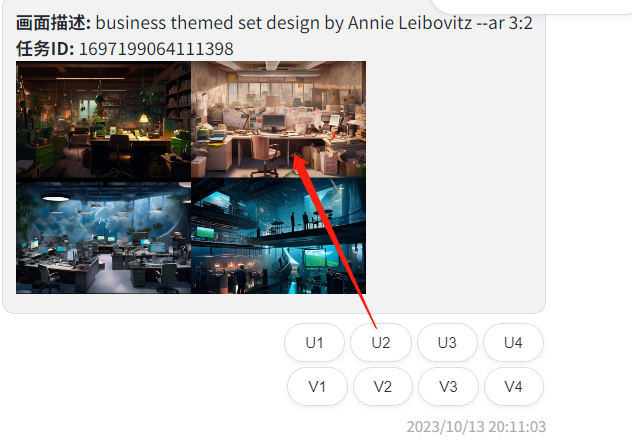 画面描述: business themed set design by Annie Leibovitz --ar 3:2
任务ID: 1697199064111398
U1 U2 U3 U4
V1 V2 V3 V4
2023/10/13 20:11:03